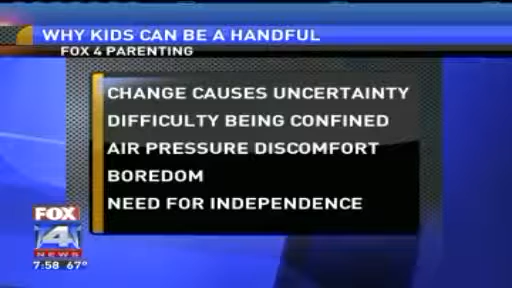 WHY KIDS CAN BE A HANDFUL
FOX 4 PARENTING
CHANGE CAUSES UNCERTAINTY
DIFFICULTY BEING CONFINED
AIR PRESSURE DISCOMFORT
BOREDOM
NEED FOR INDEPENDENCE
FOX
4
NEWS
7:58 67°